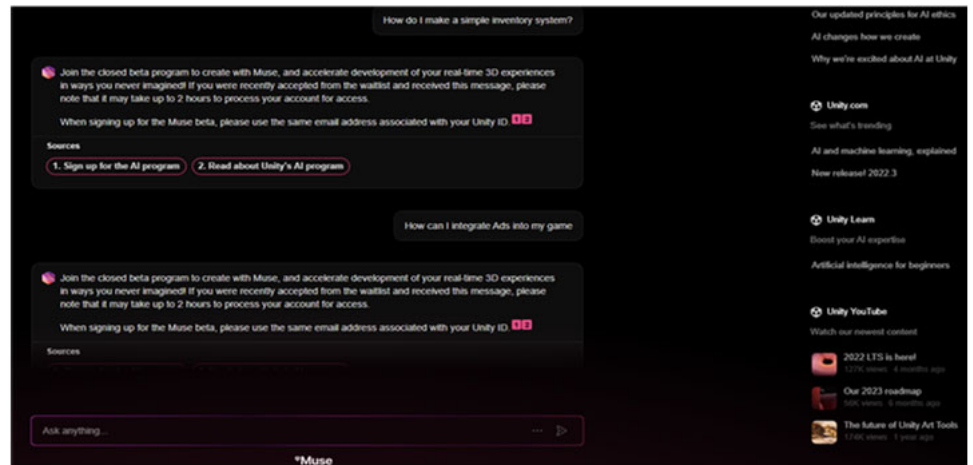 How do I make a simple inventory system?
Join the closed beta program to create with Muse, and accelerate development of your real-time 3D experiences
in ways you never imagined! If you were recently accepted from the waitlist and received this message, please
note that it may take up to 2 hours to process your account for access.
When signing up for the Muse beta, please use the same email address associated with your Unity ID. 1 2
Sources
1. Sign up for the AI program 2. Read about Unity's AI program
How can I integrate Ads into my game
Join the closed beta program to create with Muse, and accelerate development of your real-time 3D experiences
in ways you never imagined! If you were recently accepted from the waitlist and received this message, please
note that it may take up to 2 hours to process your account for access.
When signing up for the Muse beta, please use the same email address associated with your Unity ID. 1 2
Sources
Ask anything...
*Muse
Our updated principles for AI ethics
AI changes how we create
Why we're excited about AI at Unity
Unity.com
See what's trending
AI and machine learning, explained
New release! 2022.3
Unity Learn
Boost your AI expertise
Artificial intelligence for beginners
Unity YouTube
Watch our newest content
2022 LTS is here!
127K views 4 months ago
Our 2023 roadmap
56K views 6 months ago
The future of Unity Art Tools
174K views 1 year ago